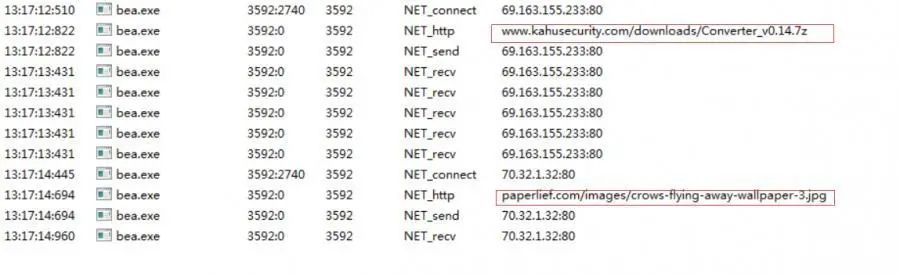 13:17:12:510 bea.exe 3592:2740 3592 NET_connect 69.163.155.233:80
13:17:12:822 bea.exe 3592:0 3592 NET_http www.kahusecurity.com/downloads/Converter_v0.14.7z
13:17:12:822 bea.exe 3592:0 3592 NET_send 69.163.155.233:80
13:17:13:431 bea.exe 3592:0 3592 NET_recv 69.163.155.233:80
13:17:13:431 bea.exe 3592:0 3592 NET_recv 69.163.155.233:80
13:17:13:431 bea.exe 3592:0 3592 NET_recv 69.163.155.233:80
13:17:13:431 bea.exe 3592:0 3592 NET_recv 69.163.155.233:80
13:17:13:431 bea.exe 3592:0 3592 NET_recv 69.163.155.233:80
13:17:14:445 bea.exe 3592:2740 3592 NET_connect 70.32.1.32:80
13:17:14:694 bea.exe 3592:0 3592 NET_http paperlief.com/images/crows-flying-away-wallpaper-3.jpg
13:17:14:694 bea.exe 3592:0 3592 NET_send 70.32.1.32:80
13:17:14:960 bea.exe 3592:0 3592 NET_recv 70.32.1.32:80